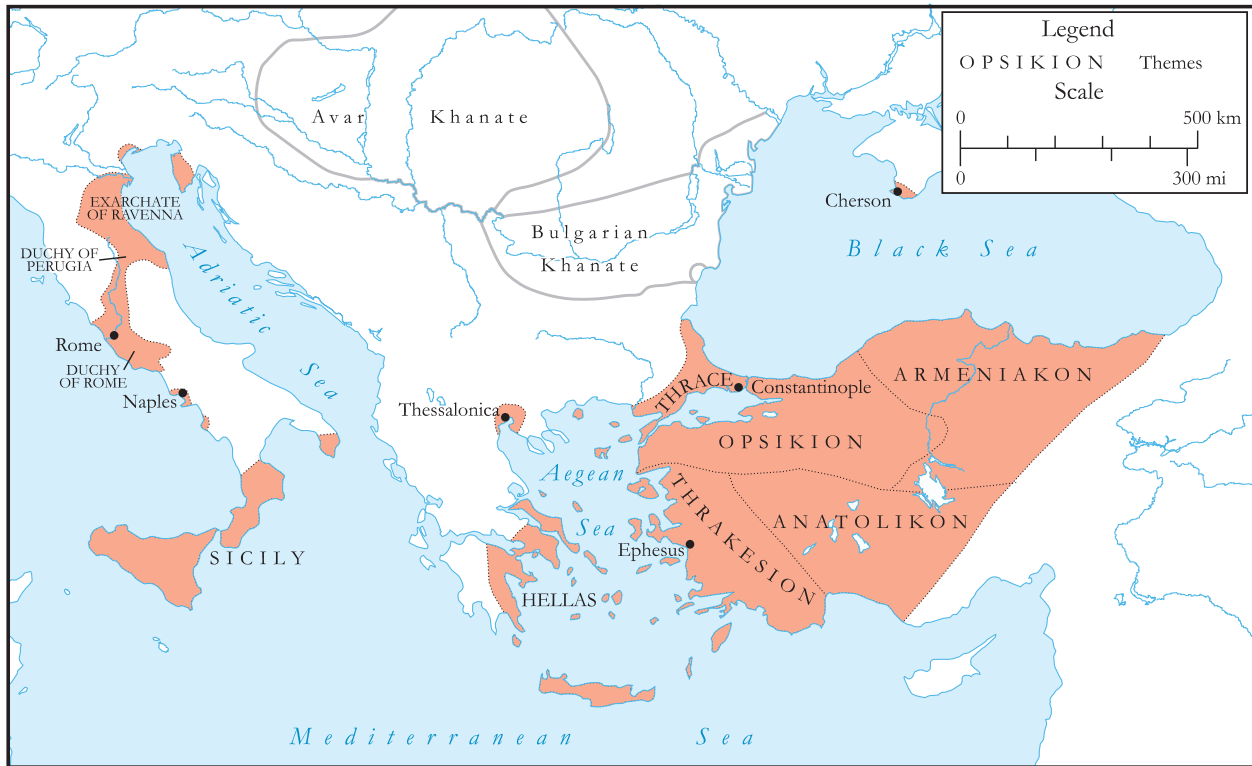 Legend
OPSIKION Themes
Scale
0 500 km
0 300 mi
Avar Khanate
Cherson
EXARCHATE
OF RAVENNA
Bulgarian
Khanate
Black Sea
DUCHY OF
PERUGIA
Adriatic
Sea
Rome
DUCHY
OF ROME
Naples
THRACE
Constantinople
ARMENIAKON
Thessalonica
OPSIKION
Aegean
Sea
THRAKESION
ANATOLIKON
Ephesus
SICILY
HELLAS
Mediterranean Sea